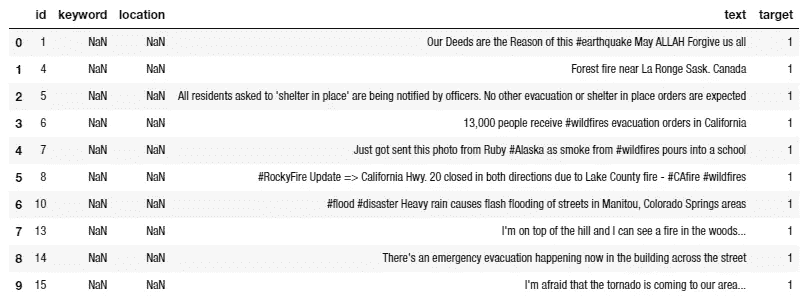 id keyword location text target
0 1 NaN NaN Our Deeds are the Reason of this #earthquake May ALLAH Forgive us all 1
1 4 NaN NaN Forest fire near La Ronge Sask. Canada 1
2 5 NaN NaN All residents asked to 'shelter in place' are being notified by officers. No other evacuation or shelter in place orders are expected 1
3 6 NaN NaN 13,000 people receive #wildfires evacuation orders in California 1
4 7 NaN NaN Just got sent this photo from Ruby #Alaska as smoke from #wildfires pours into a school 1
5 8 NaN NaN #RockyFire Update => California Hwy. 20 closed in both directions due to Lake County fire - #CAfire #wildfires 1
6 10 NaN NaN #flood #disaster Heavy rain causes flash flooding of streets in Manitou, Colorado Springs areas 1
7 13 NaN NaN I'm on top of the hill and I can see a fire in the woods... 1
8 14 NaN NaN There's an emergency evacuation happening now in the building across the street 1
9 15 NaN NaN I'm afraid that the tornado is coming to our area... 1